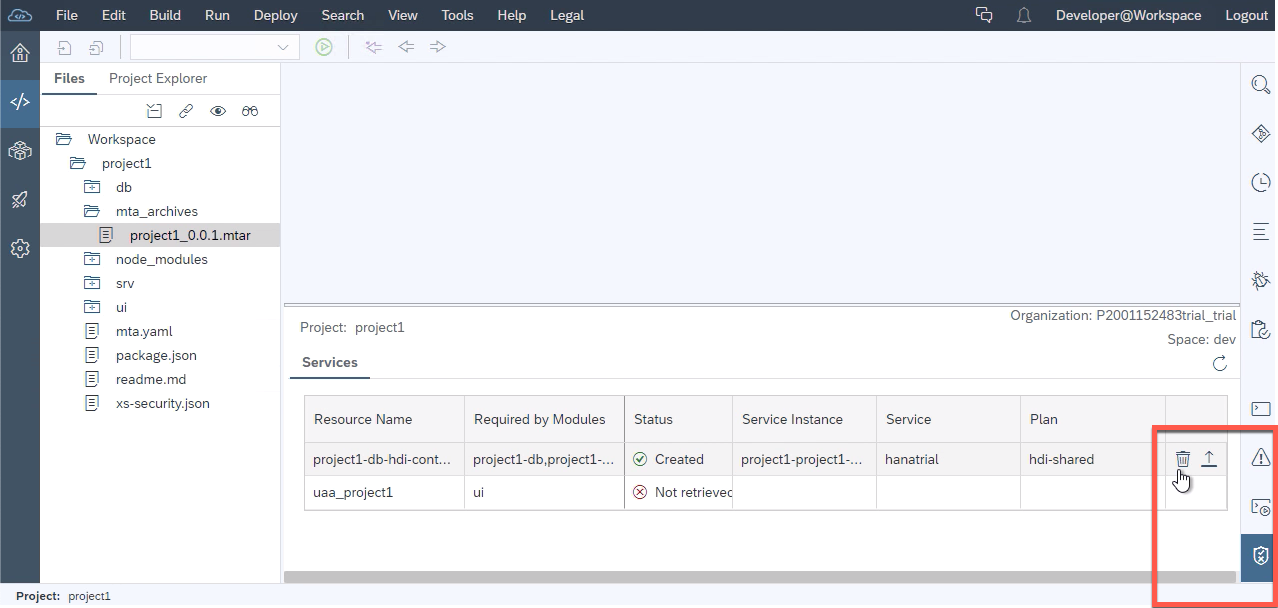 File Edit Build Run Deploy Search View Tools Help Legal Developer@Workspace Logout
Files Project Explorer
Workspace
project1
db
mta_archives
project1_0.0.1.mtar
node_modules
srv
ui
mta.yaml
package.json
readme.md
xs-security.json
Organization: P2001152483trial_trial
Project: project1
Space: dev
Services
Resource Name Required by Modules Status Service Instance Service Plan
project1-db-hdi-cont... project1-db,project1-... Created project1-project1-... hanatrial hdi-shared
uaa_project1 ui Not retrieved
Project: project1